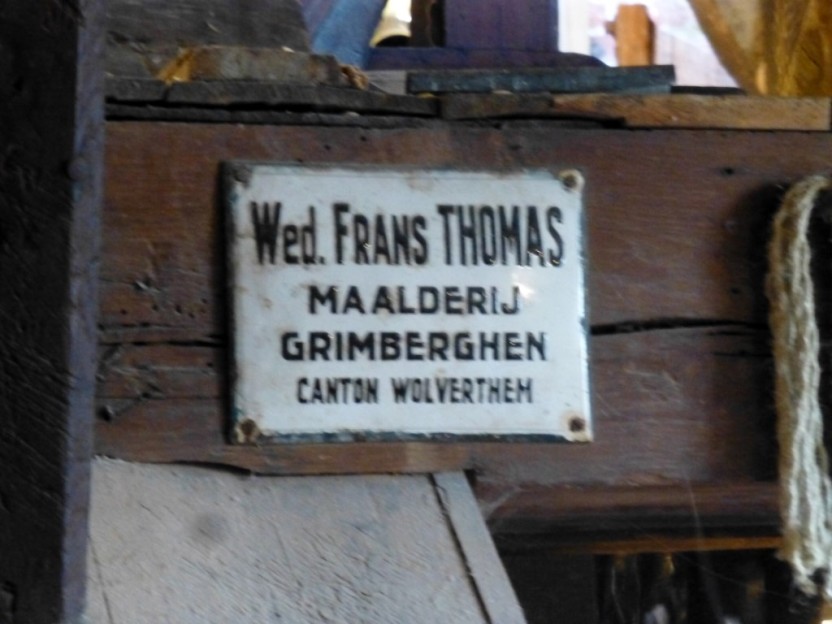 Wed. FRANS THOMAS
MAALDERIJ
GRIMBERGHEN
CANTON WOLVERTHEM